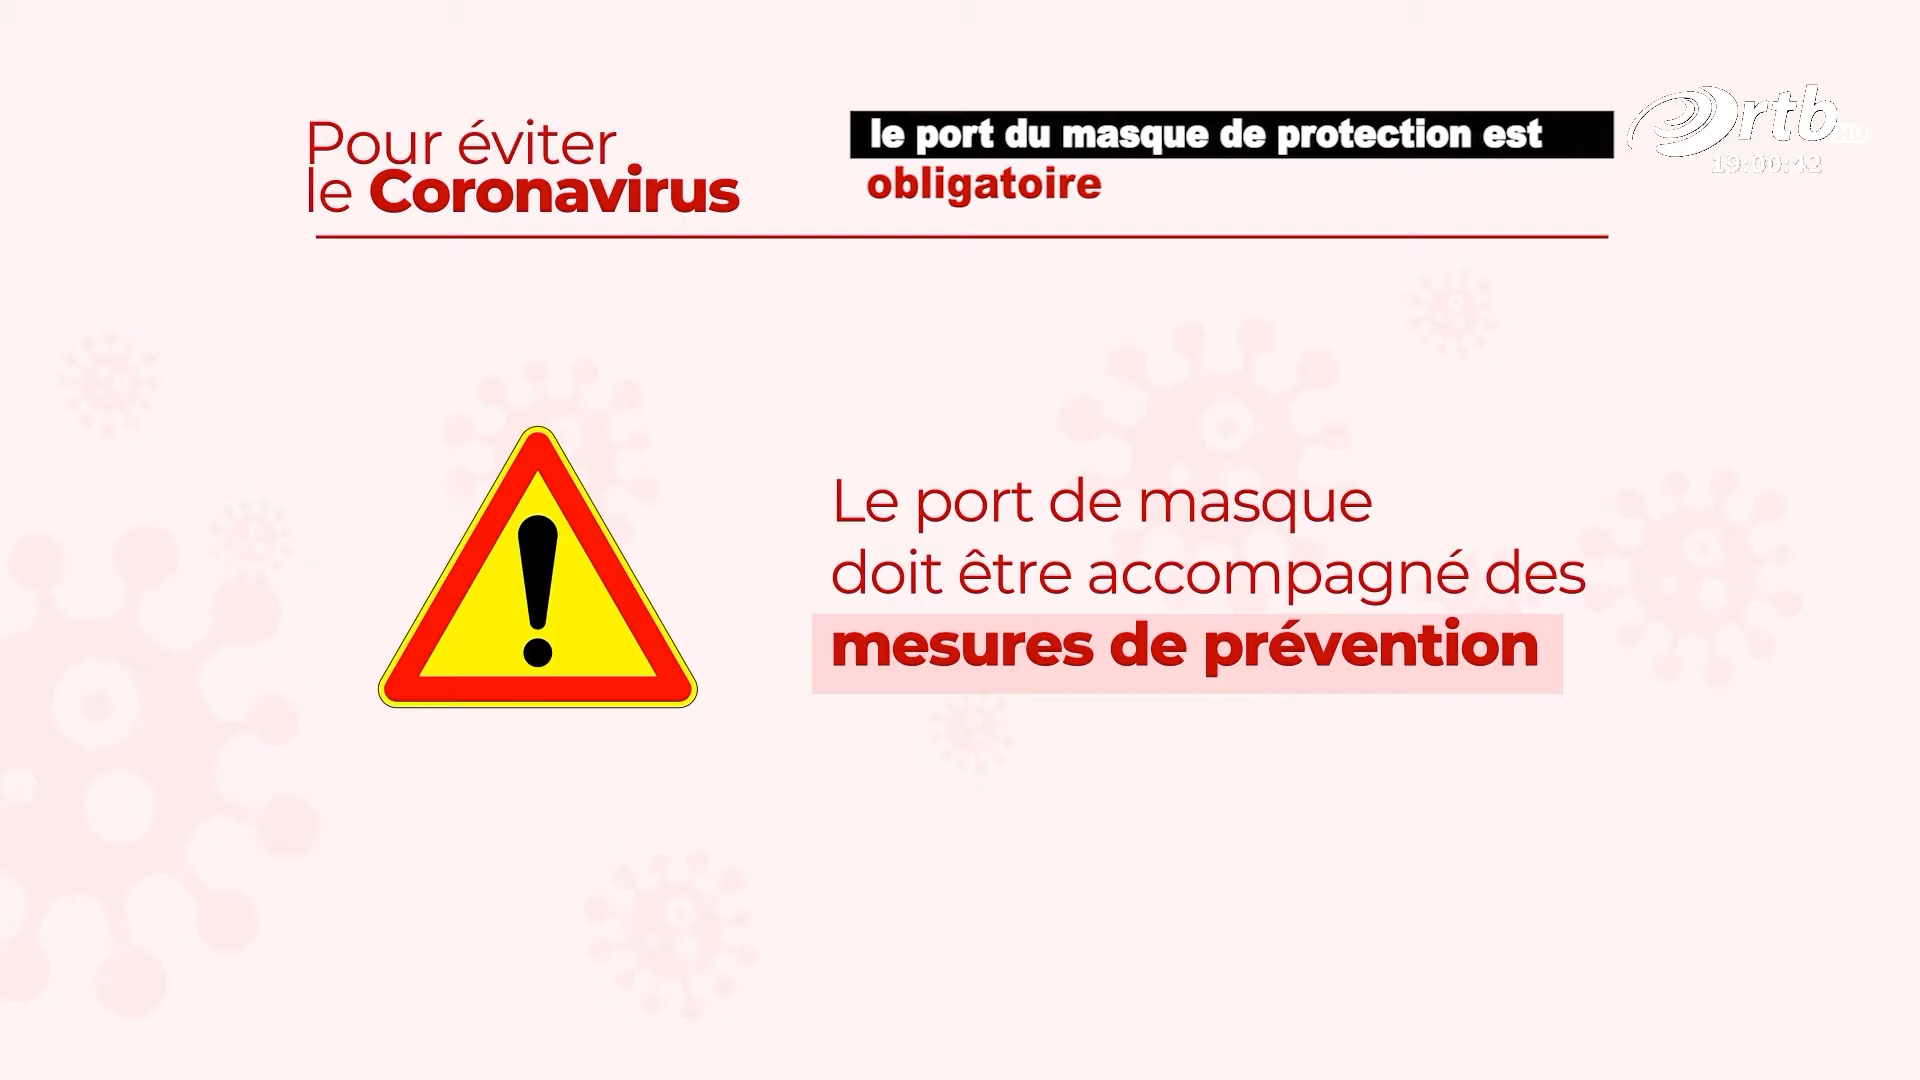 Pour éviter
le Coronavirus
le port du masque de protection est
obligatoire
rtb HD
19:00:42
Le port de masque
doit être accompagné des
mesures de prévention